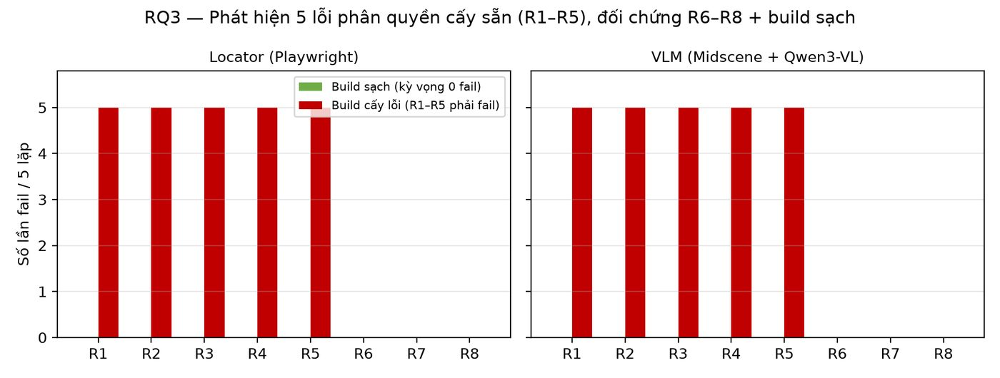 RQ3 — Phát hiện 5 lỗi phân quyền cấy sẵn (R1–R5), đối chứng R6–R8 + build sạch
Locator (Playwright)
VLM (Midscene + Qwen3-VL)
Build sạch (kỳ vọng 0 fail)
Build cấy lỗi (R1–R5 phải fail)
Số lần fail / 5 lặp
5
4
3
2
1
0
R1 R2 R3 R4 R5 R6 R7 R8
R1 R2 R3 R4 R5 R6 R7 R8